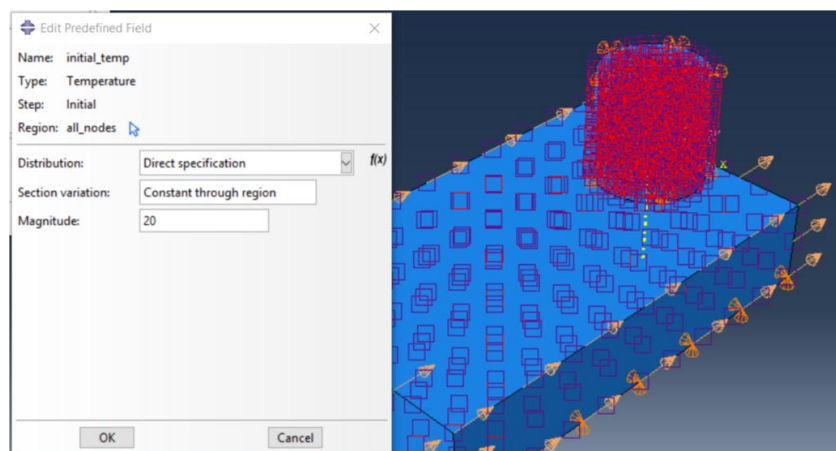 Edit Predefined Field
Name: initial_temp
Type: Temperature
Step: Initial
Region: all_nodes
Distribution: Direct specification f(x)
Section variation: Constant through region
Magnitude: 20
OK Cancel
X